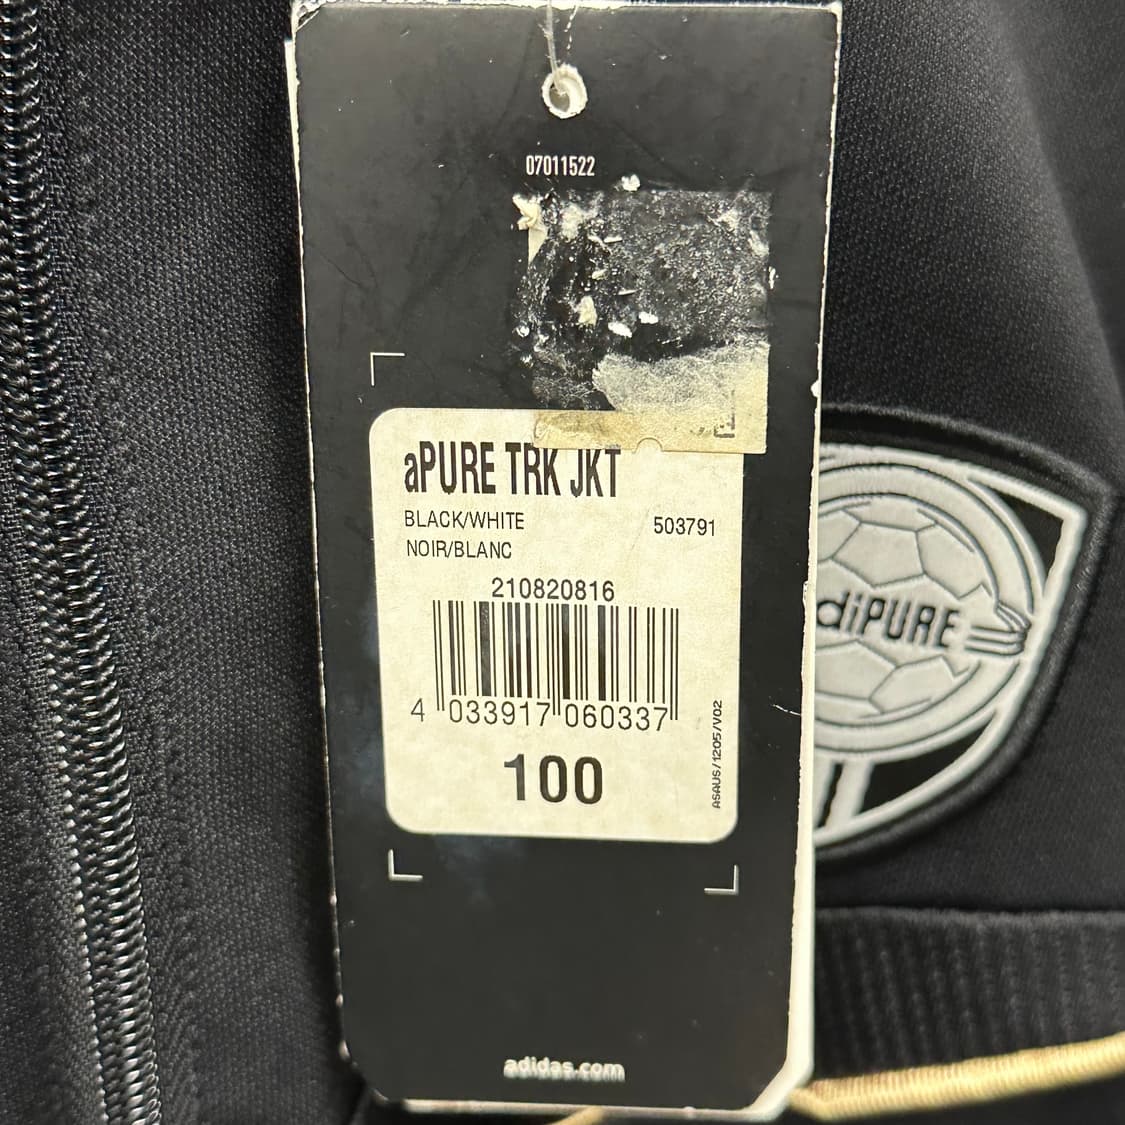 07011522
aPURE TRK JKT
BLACK/WHITE 503791
NOIR/BLANC
210820816
4 033917 060337
100
ASAUS/1205/V02
adidas.com
diPURE